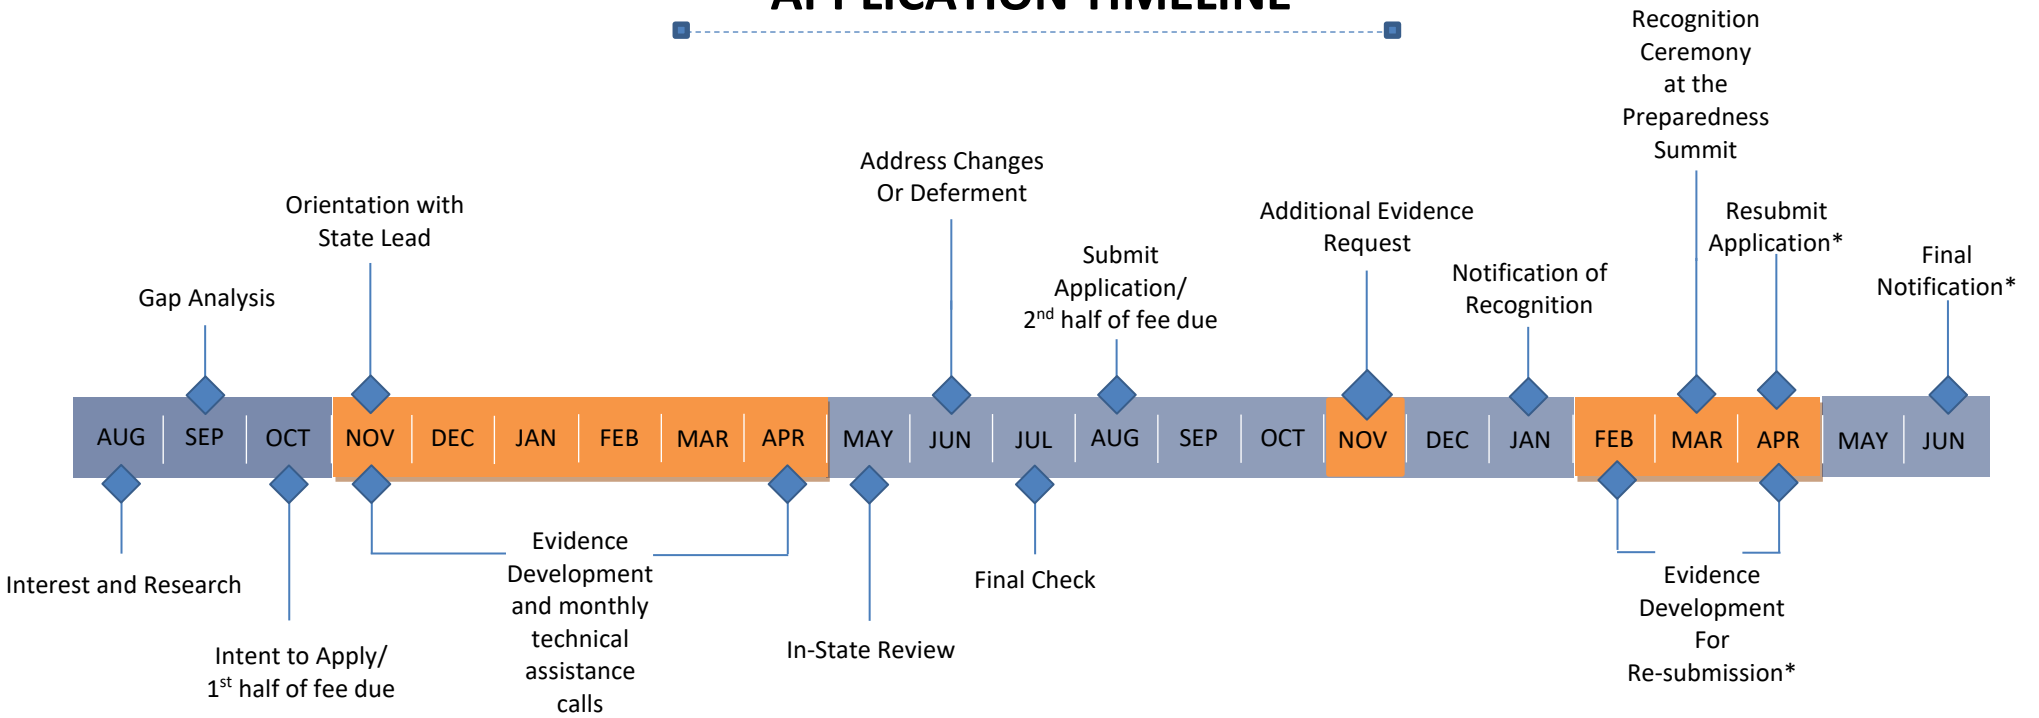 APPLICATION TIMELINE
Recognition
Ceremony
at the
Preparedness
Summit
Address Changes
Or Deferment
Orientation with
State Lead
Additional Evidence
Request
Resubmit
Application*
Submit
Application/
2nd half of fee due
Final
Notification*
Notification of
Recognition
Gap Analysis
AUG SEP OCT NOV DEC JAN FEB MAR APR MAY JUN JUL AUG SEP OCT NOV DEC JAN FEB MAR APR MAY JUN
Interest and Research
Intent to Apply/
1st half of fee due
Evidence
Development
and monthly
technical
assistance
calls
In-State Review
Final Check
Evidence
Development
For
Re-submission*